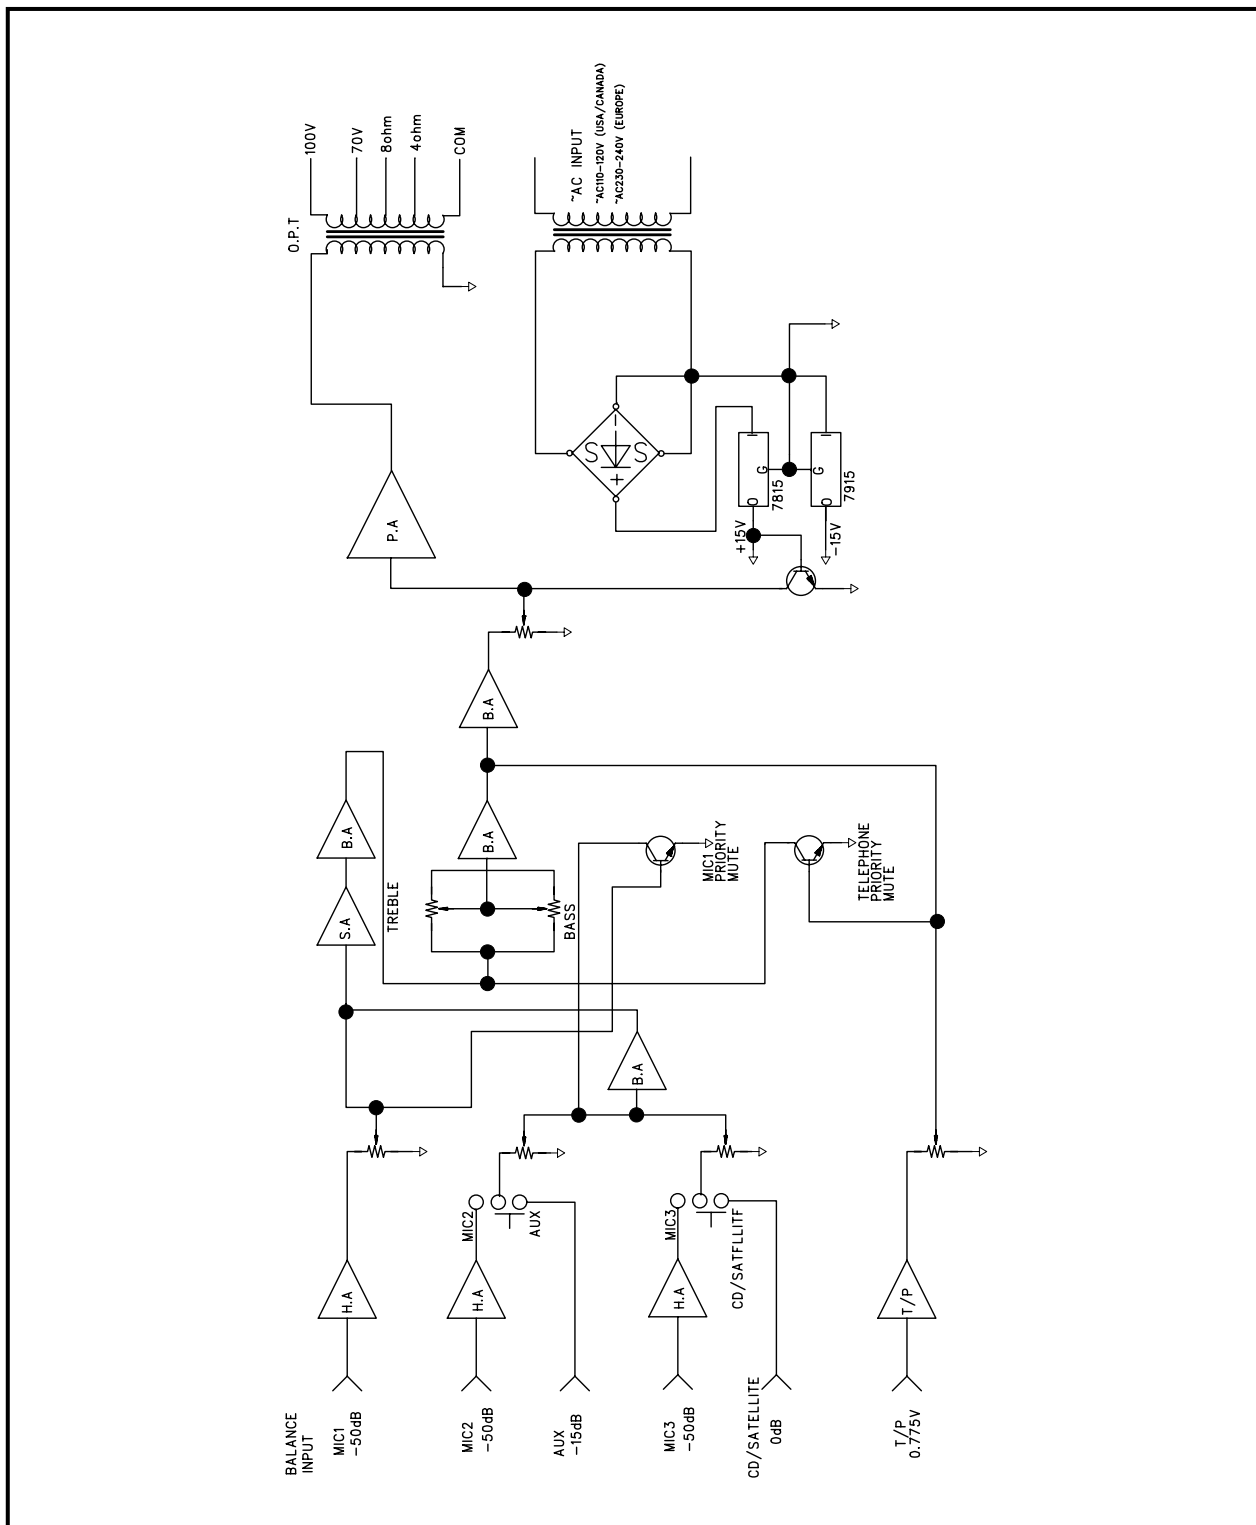 O.P.T
100V
70V
8ohm
4ohm
COM
~AC INPUT
~AC110-120V (USA/CANADA)
~AC230-240V (EUROPE)
P.A
S
S
-
+
I
G
O
7815
I
G
O
7915
+15V
-15V
B.A
B.A
S.A
TREBLE
B.A
BASS
MIC1
PRIORITY
MUTE
TELEPHONE
PRIORITY
MUTE
B.A
H.A
MIC2
AUX
H.A
MIC3
CD/SATFLLITF
H.A
T/P
BALANCE
INPUT
MIC1
-50dB
MIC2
-50dB
AUX
-15dB
MIC3
-50dB
CD/SATELLITE
0dB
T/P
0.775V